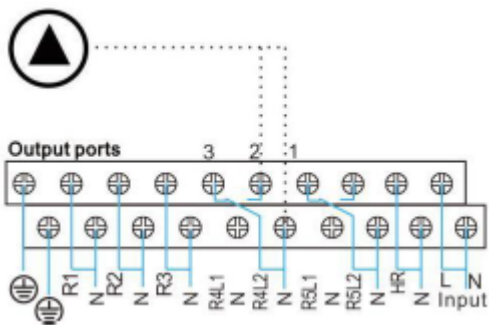 Output ports 3 2 1
R1 N R2 N R3 N R4L1 N R4L2 N R5L1 N R5L2 N HR N L N
Input